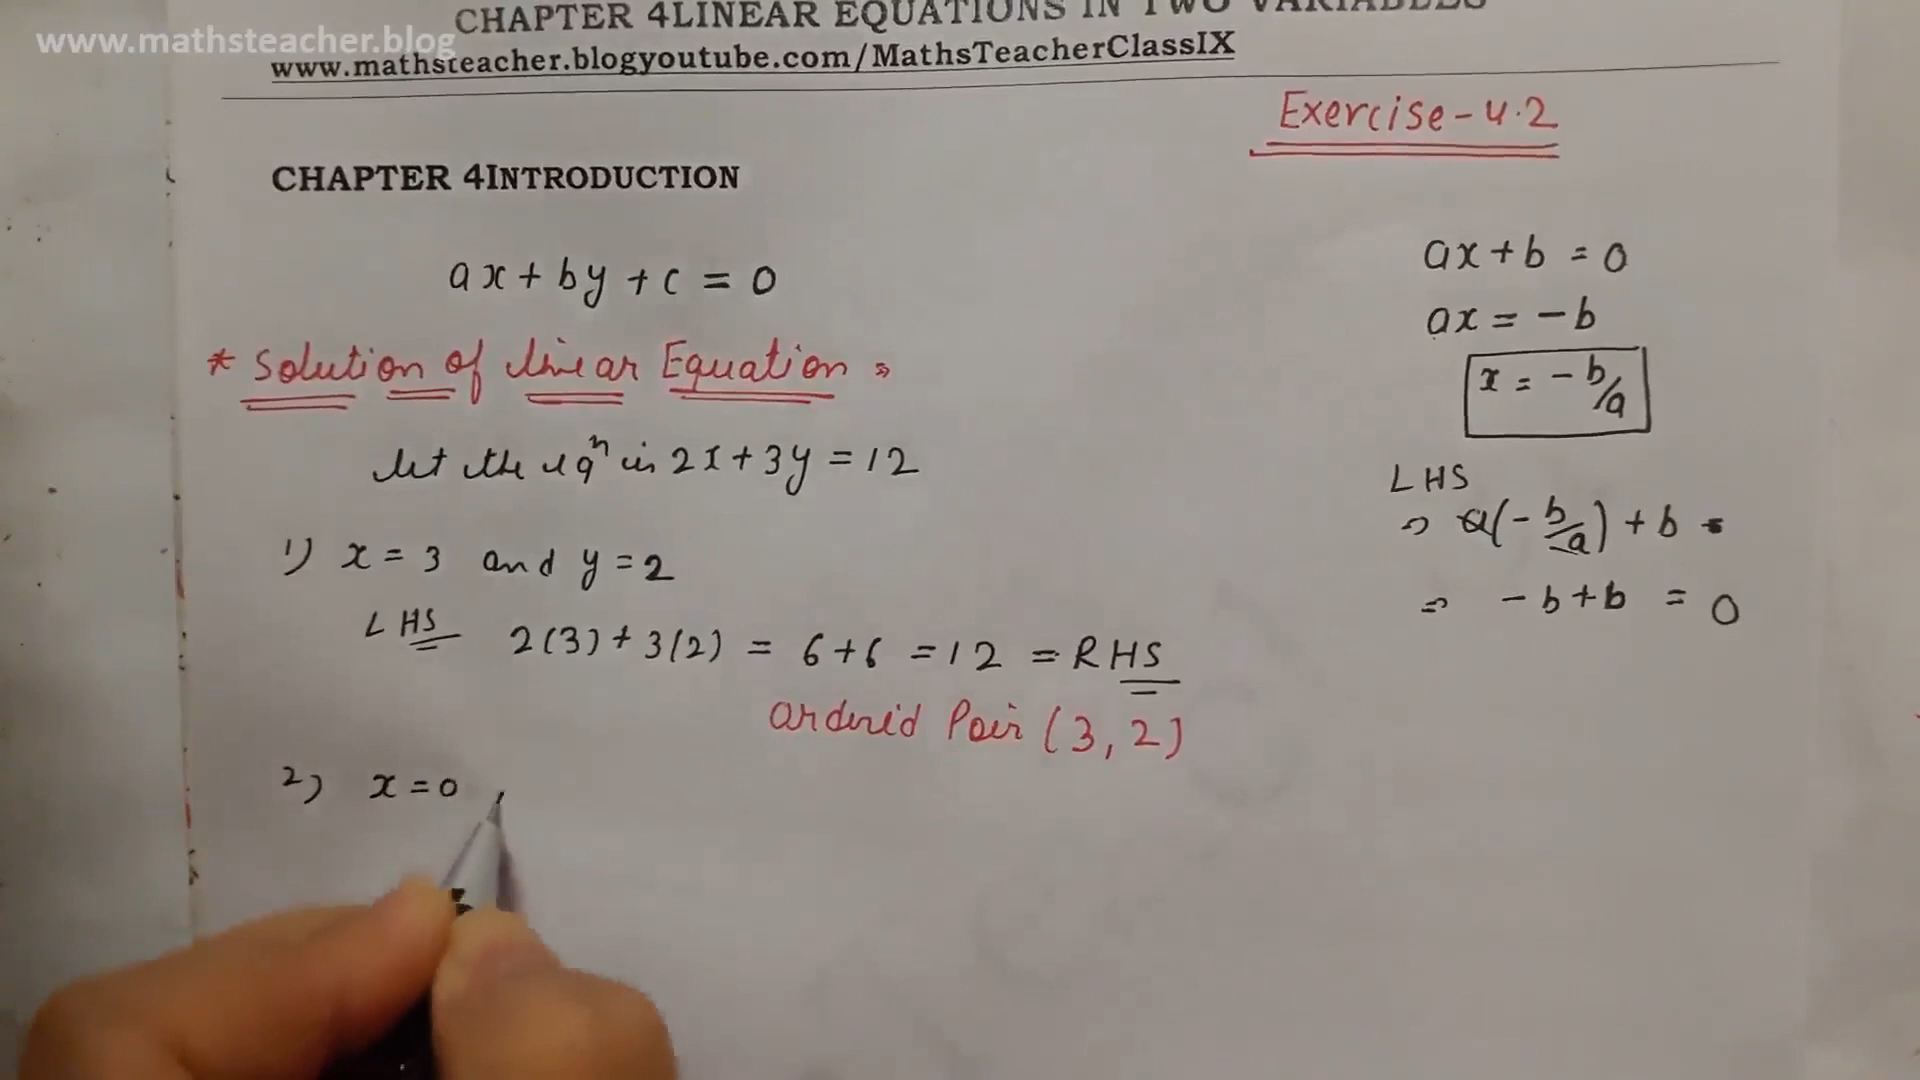 CHAPTER 4LINEAR EQUATIONS IN TWO VARIABLES
www.mathsteacher.blog
www.mathsteacher.blogyoutube.com/MathsTeacherClassIX
Exercise-4.2
CHAPTER 4INTRODUCTION
ax+by+c=0
* Solution of linear Equation ⇒
let the eqⁿ is 2x+3y=12
1) x=3 and y=2
LHS 2(3)+3(2) = 6+6 =12 =RHS
ordered Pair (3,2)
2) x=0 ,
ax+b=0
ax=-b
x=-b/a
LHS
⇒ a(-b/a)+b =
⇒ -b+b = 0